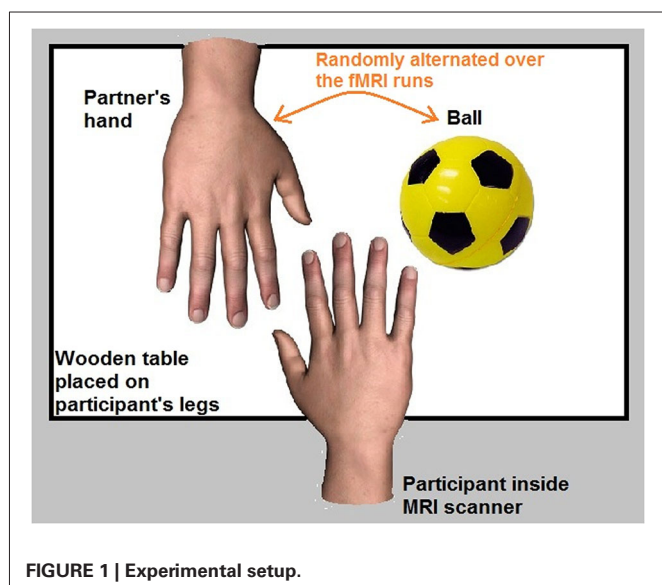 Randomly alternated over
the fMRI runs
Partner's
hand
Ball
Wooden table
placed on
participant's legs
Participant inside
MRI scanner
FIGURE 1 | Experimental setup.